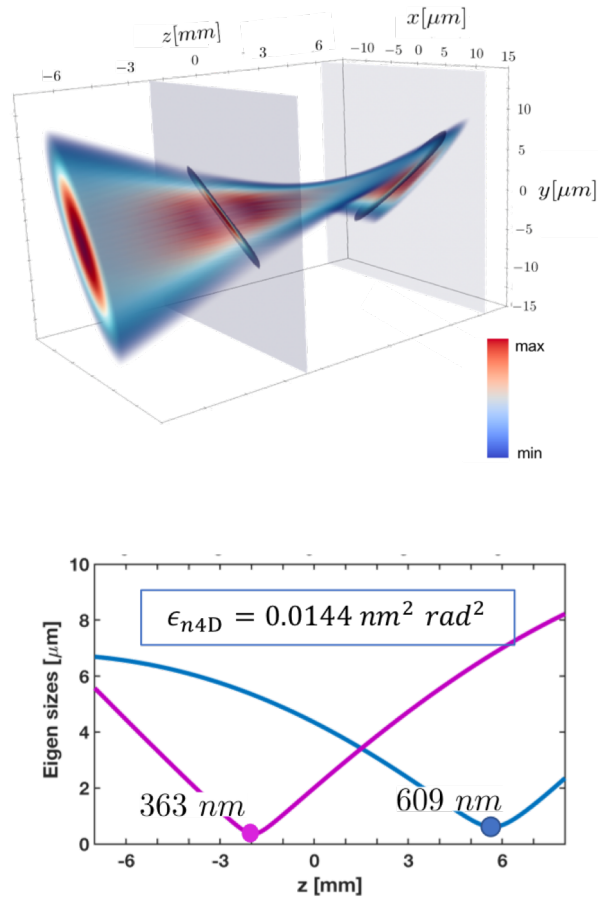 z[mm]
x[μm]
−6
−3
0
3
6
−10
−5
0
5
10
15
10
5
0
y[μm]
−5
−10
−15
max
min
10
8
6
4
2
0
Eigen sizes [μm]
ϵₙ₄D = 0.0144 nm² rad²
363 nm
609 nm
-6
-3
0
3
6
z [mm]